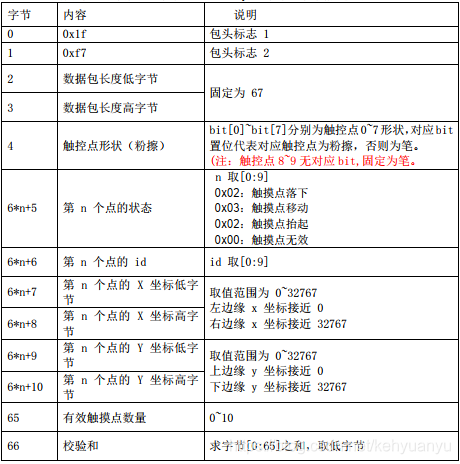 字节 内容 说明
0 0x1f 包头标志 1
1 0xf7 包头标志 2
2 数据包长度低字节
固定为 67
3 数据包长度高字节
4 触控点形状（粉擦）
bit[0]~bit[7]分别为触控点0~7形状,对应bit
置位代表对应触控点为粉擦，否则为笔。
(注: 触控点 8~9 无对应 bit,固定为笔。
6*n+5 第 n 个点的状态
n 取[0:9]
0x02: 触摸点落下
0x03: 触摸点移动
0x02: 触摸点抬起
0x00: 触摸点无效
6*n+6 第 n 个点的 id id 取[0:9]
6*n+7 第 n 个点的 X 坐标低字
节
6*n+8 第 n 个点的 X 坐标高字
节
取值范围为 0~32767
左边缘 x 坐标接近 0
右边缘 x 坐标接近 32767
6*n+9 第 n 个点的 Y 坐标低字
节
6*n+10 第 n 个点的 Y 坐标高字
节
取值范围为 0~32767
上边缘 y 坐标接近 0
下边缘 y 坐标接近 32767
65 有效触摸点数量 0~10
66 校验和 求字节[0:65]之和，取低字节